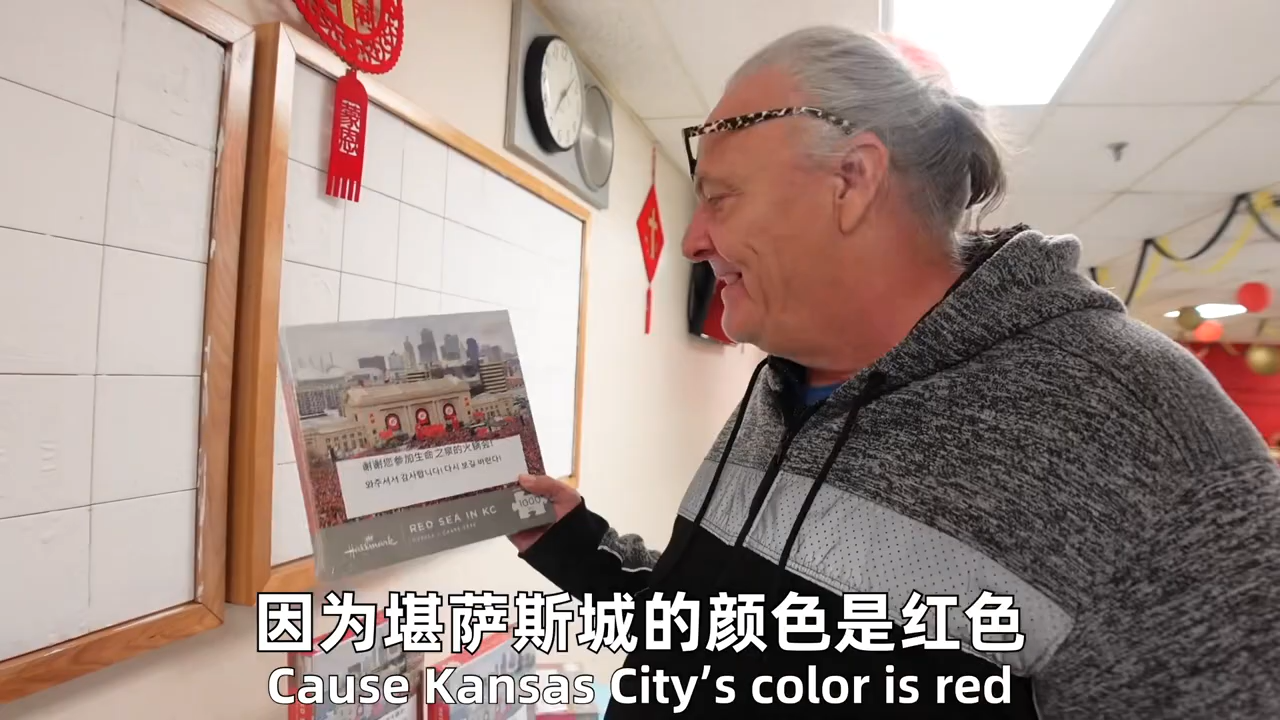 谢谢您参加生命之泉的火锅会!
와주셔서 감사합니다! 다시 보길 바란다!
1000
RED SEA IN KC
Hallmark
因为堪萨斯城的颜色是红色
Cause Kansas City's color is red